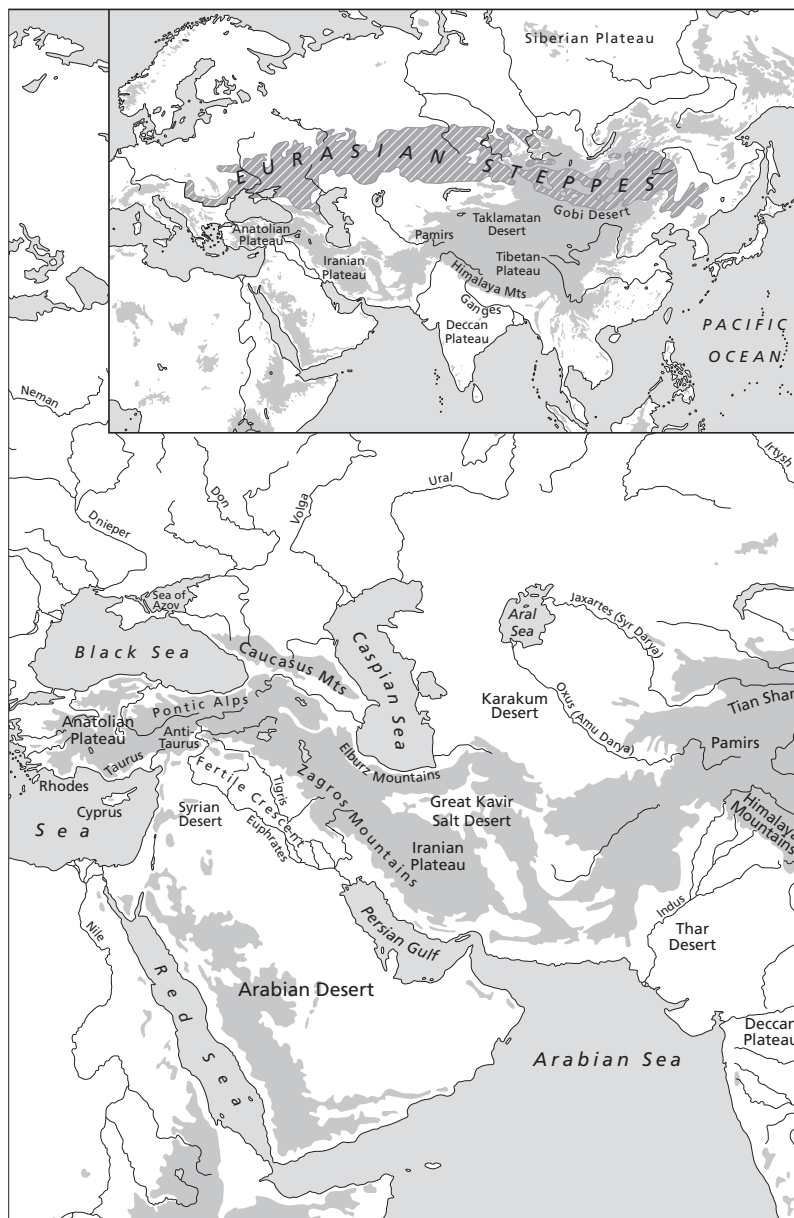 Siberian Plateau
EURASIAN STEPPES
Gobi Desert
Taklamatan
Desert
Anatolian
Plateau
Pamirs
Iranian
Plateau
Tibetan
Plateau
Himalaya Mts
Ganges
Deccan
Plateau
PACIFIC
OCEAN
Neman
Dnieper
Don
Volga
Ural
Irtysh
Sea of
Azov
Black Sea
Caucasus Mts
Caspian Sea
Aral
Sea
Jaxartes (Syr Darya)
Oxus (Amu Darya)
Karakum
Desert
Tian Shan
Pamirs
Pontic Alps
Anatolian
Plateau
Anti-
Taurus
Taurus
Rhodes
Cyprus
Sea
Fertile Crescent
Tigris
Euphrates
Syrian
Desert
Zagros Mountains
Elburz Mountains
Great Kavir
Salt Desert
Iranian
Plateau
Himalaya
Mountains
Indus
Thar
Desert
Nile
Red Sea
Persian Gulf
Arabian Desert
Arabian Sea
Deccan
Plateau